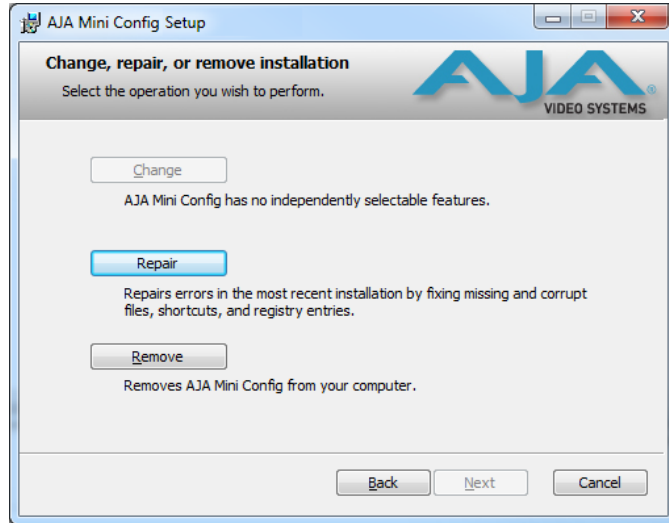 AJA Mini Config Setup
Change, repair, or remove installation
Select the operation you wish to perform.
AJA®
VIDEO SYSTEMS
Change
AJA Mini Config has no independently selectable features.
Repair
Repairs errors in the most recent installation by fixing missing and corrupt
files, shortcuts, and registry entries.
Remove
Removes AJA Mini Config from your computer.
Back
Next
Cancel